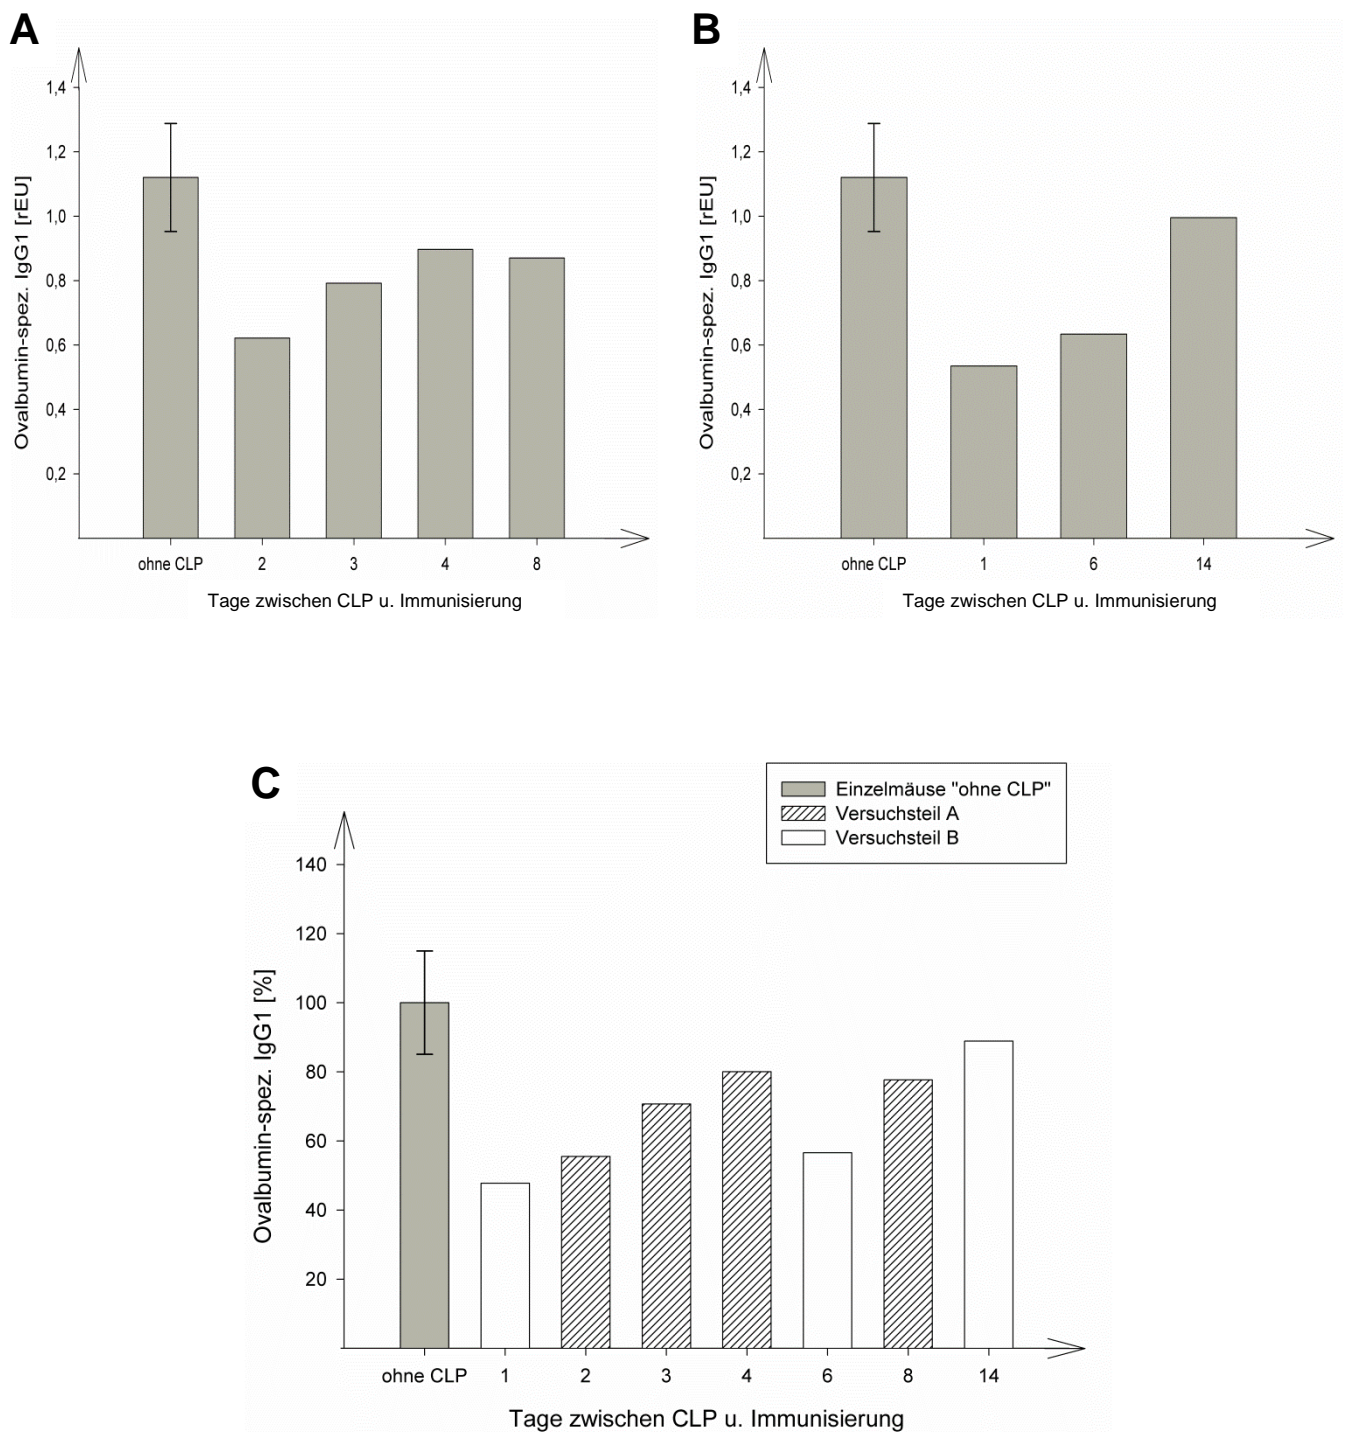 A
Ovalbumin-spez. IgG1 [rEU]
1,4
1,2
1,0
0,8
0,6
0,4
0,2
ohne CLP 2 3 4 8
Tage zwischen CLP u. Immunisierung
B
Ovalbumin-spez. IgG1 [rEU]
1,4
1,2
1,0
0,8
0,6
0,4
0,2
ohne CLP 1 6 14
Tage zwischen CLP u. Immunisierung
C
Einzelmäuse "ohne CLP"
Versuchsteil A
Versuchsteil B
Ovalbumin-spez. IgG1 [%]
140
120
100
80
60
40
20
ohne CLP 1 2 3 4 6 8 14
Tage zwischen CLP u. Immunisierung